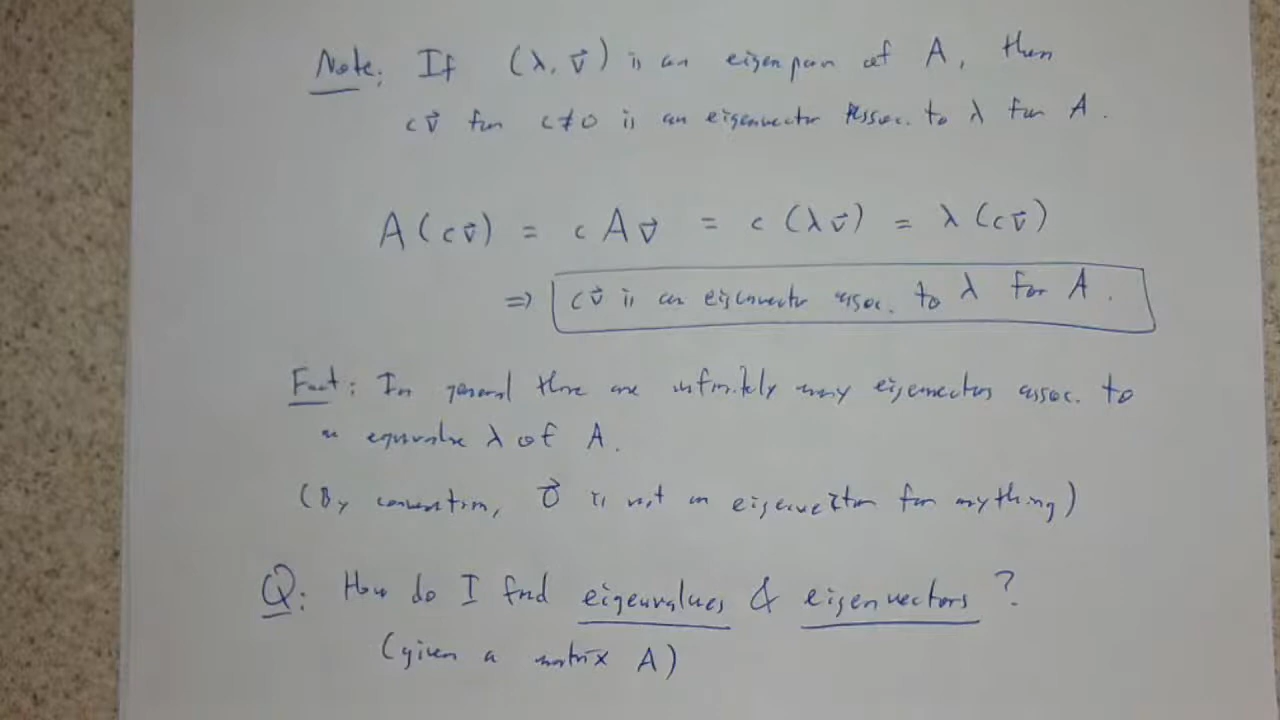 Note: If (λ, v⃗) is an eigenpair of A, then
cv⃗ for c≠0 is an eigenvector assoc. to λ for A.
A(cv⃗) = cAv⃗ = c(λv⃗) = λ(cv⃗)
⇒ cv⃗ is an eigenvector assoc. to λ for A.
Fact: In general there are infinitely many eigenvectors assoc. to
an eigenvalue λ of A.
(By convention, 0⃗ is not an eigenvector for anything)
Q: How do I find eigenvalues & eigenvectors?
(given a matrix A)